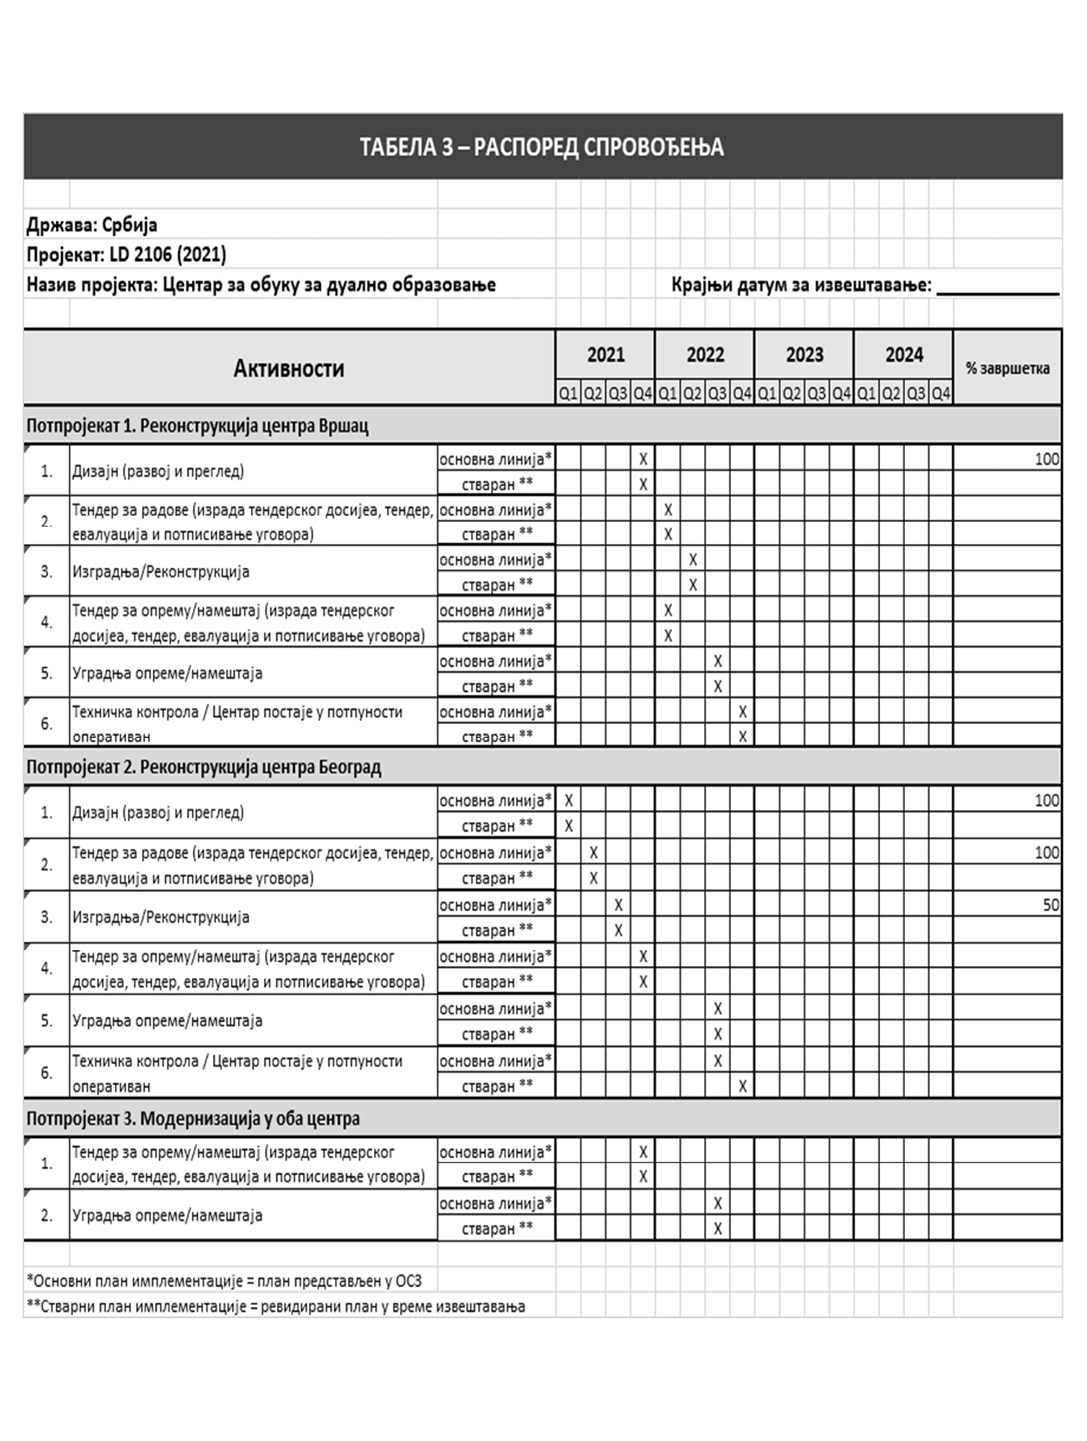 ТАБЕЛА 3 – РАСПОРЕД СПРОВОЂЕЊА
Држава: Србија
Пројекат: LD 2106 (2021)
Назив пројекта: Центар за обуку за дуално образовање Крајњи датум за извештавање: ____________
Активности 2021 2022 2023 2024 % завршетка
Q1 Q2 Q3 Q4 Q1 Q2 Q3 Q4 Q1 Q2 Q3 Q4 Q1 Q2 Q3 Q4
Потпројекат 1. Реконструкција центра Вршац
1. Дизајн (развој и преглед) основна линија* X 100
стваран ** X
2. Тендер за радове (израда тендерског досијеа, тендер, основна линија* X
евалуација и потписивање уговора) стваран ** X
3. Изградња/Реконструкција основна линија* X
стваран ** X
4. Тендер за опрему/намештај (израда тендерског основна линија* X
досијеа, тендер, евалуација и потписивање уговора) стваран ** X
5. Уградња опреме/намештаја основна линија* X
стваран ** X
6. Техничка контрола / Центар постаје у потпуности основна линија* X
оперативан стваран ** X
Потпројекат 2. Реконструкција центра Београд
1. Дизајн (развој и преглед) основна линија* X 100
стваран ** X
2. Тендер за радове (израда тендерског досијеа, тендер, основна линија* X 100
евалуација и потписивање уговора) стваран ** X
3. Изградња/Реконструкција основна линија* X 50
стваран ** X
4. Тендер за опрему/намештај (израда тендерског основна линија* X
досијеа, тендер, евалуација и потписивање уговора) стваран ** X
5. Уградња опреме/намештаја основна линија* X
стваран ** X
6. Техничка контрола / Центар постаје у потпуности основна линија* X
оперативан стваран ** X
Потпројекат 3. Модернизација у оба центра
1. Тендер за опрему/намештај (израда тендерског основна линија* X
досијеа, тендер, евалуација и потписивање уговора) стваран ** X
2. Уградња опреме/намештаја основна линија* X
стваран ** X
*Основни план имплементације = план представљен у ОСЗ
**Стварни план имплементације = ревидирани план у време извештавања